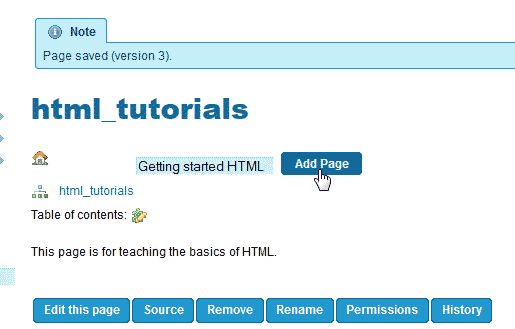 Note
Page saved (version 3).
html_tutorials
Getting started HTML Add Page
html_tutorials
Table of contents:
This page is for teaching the basics of HTML.
Edit this page Source Remove Rename Permissions History